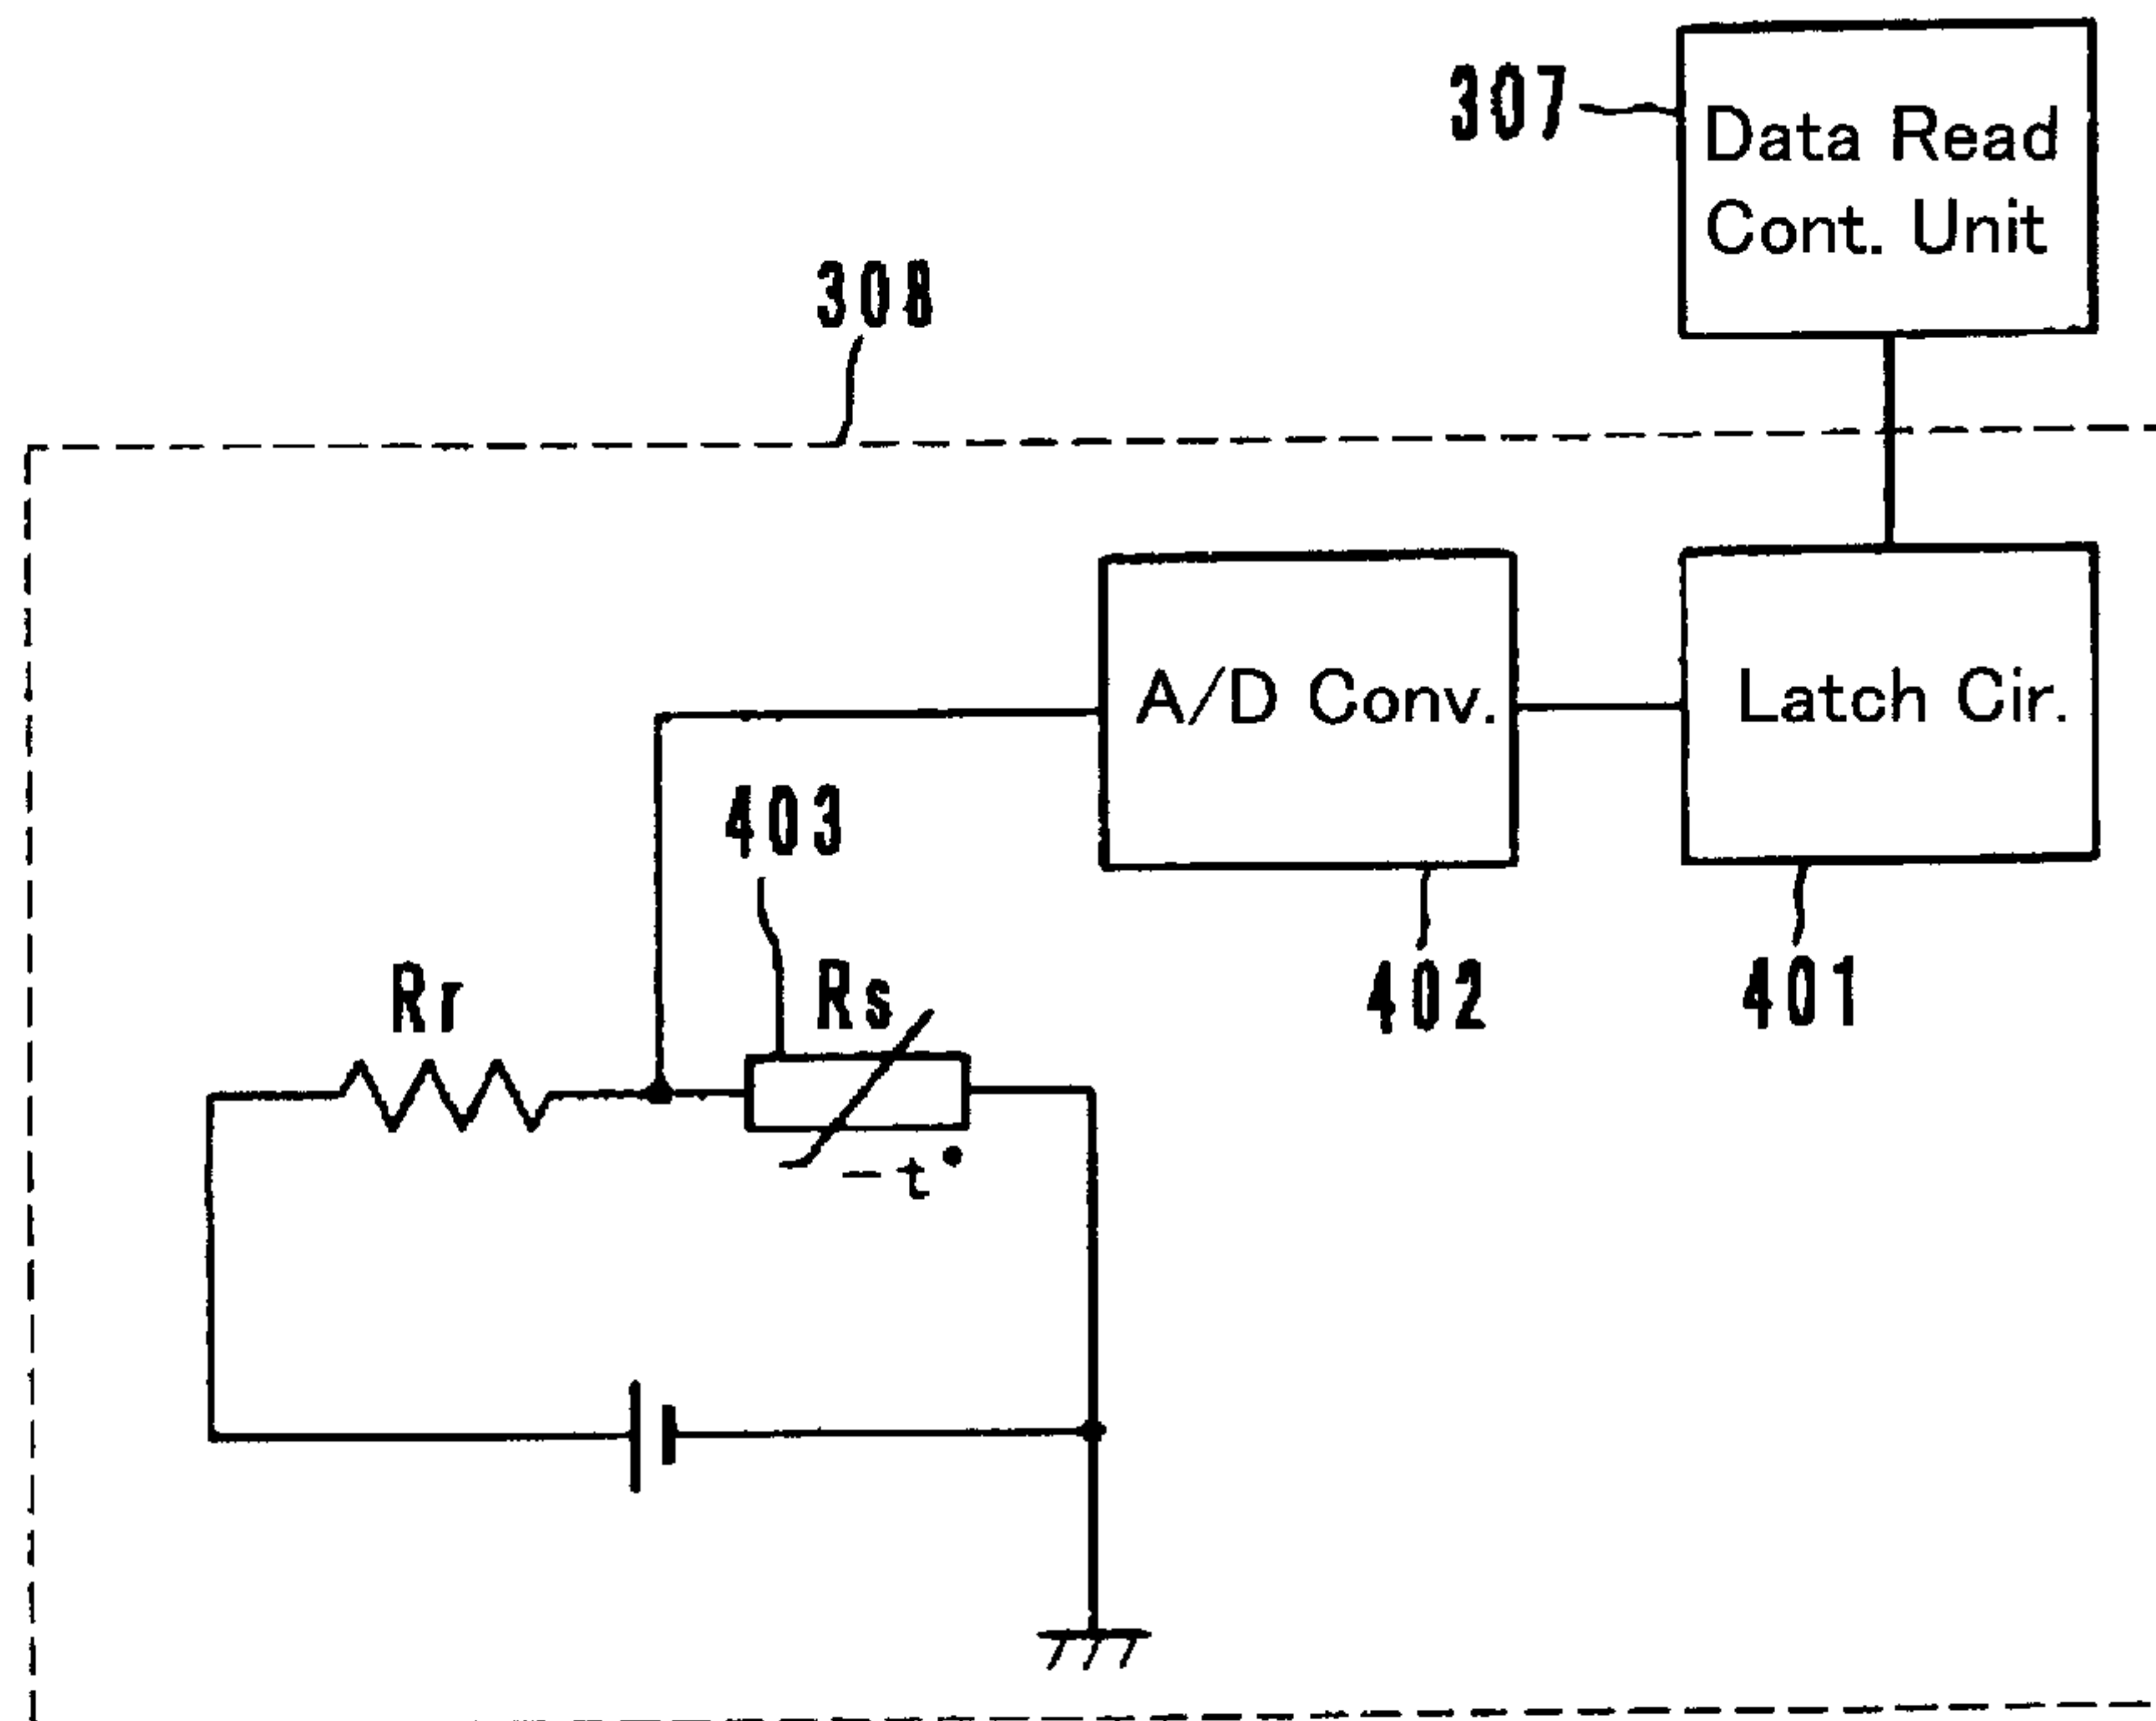 307
Data Read
Cont. Unit
308
A/D Conv.
Latch Cir.
403
402
401
Rr
Rs
-t°